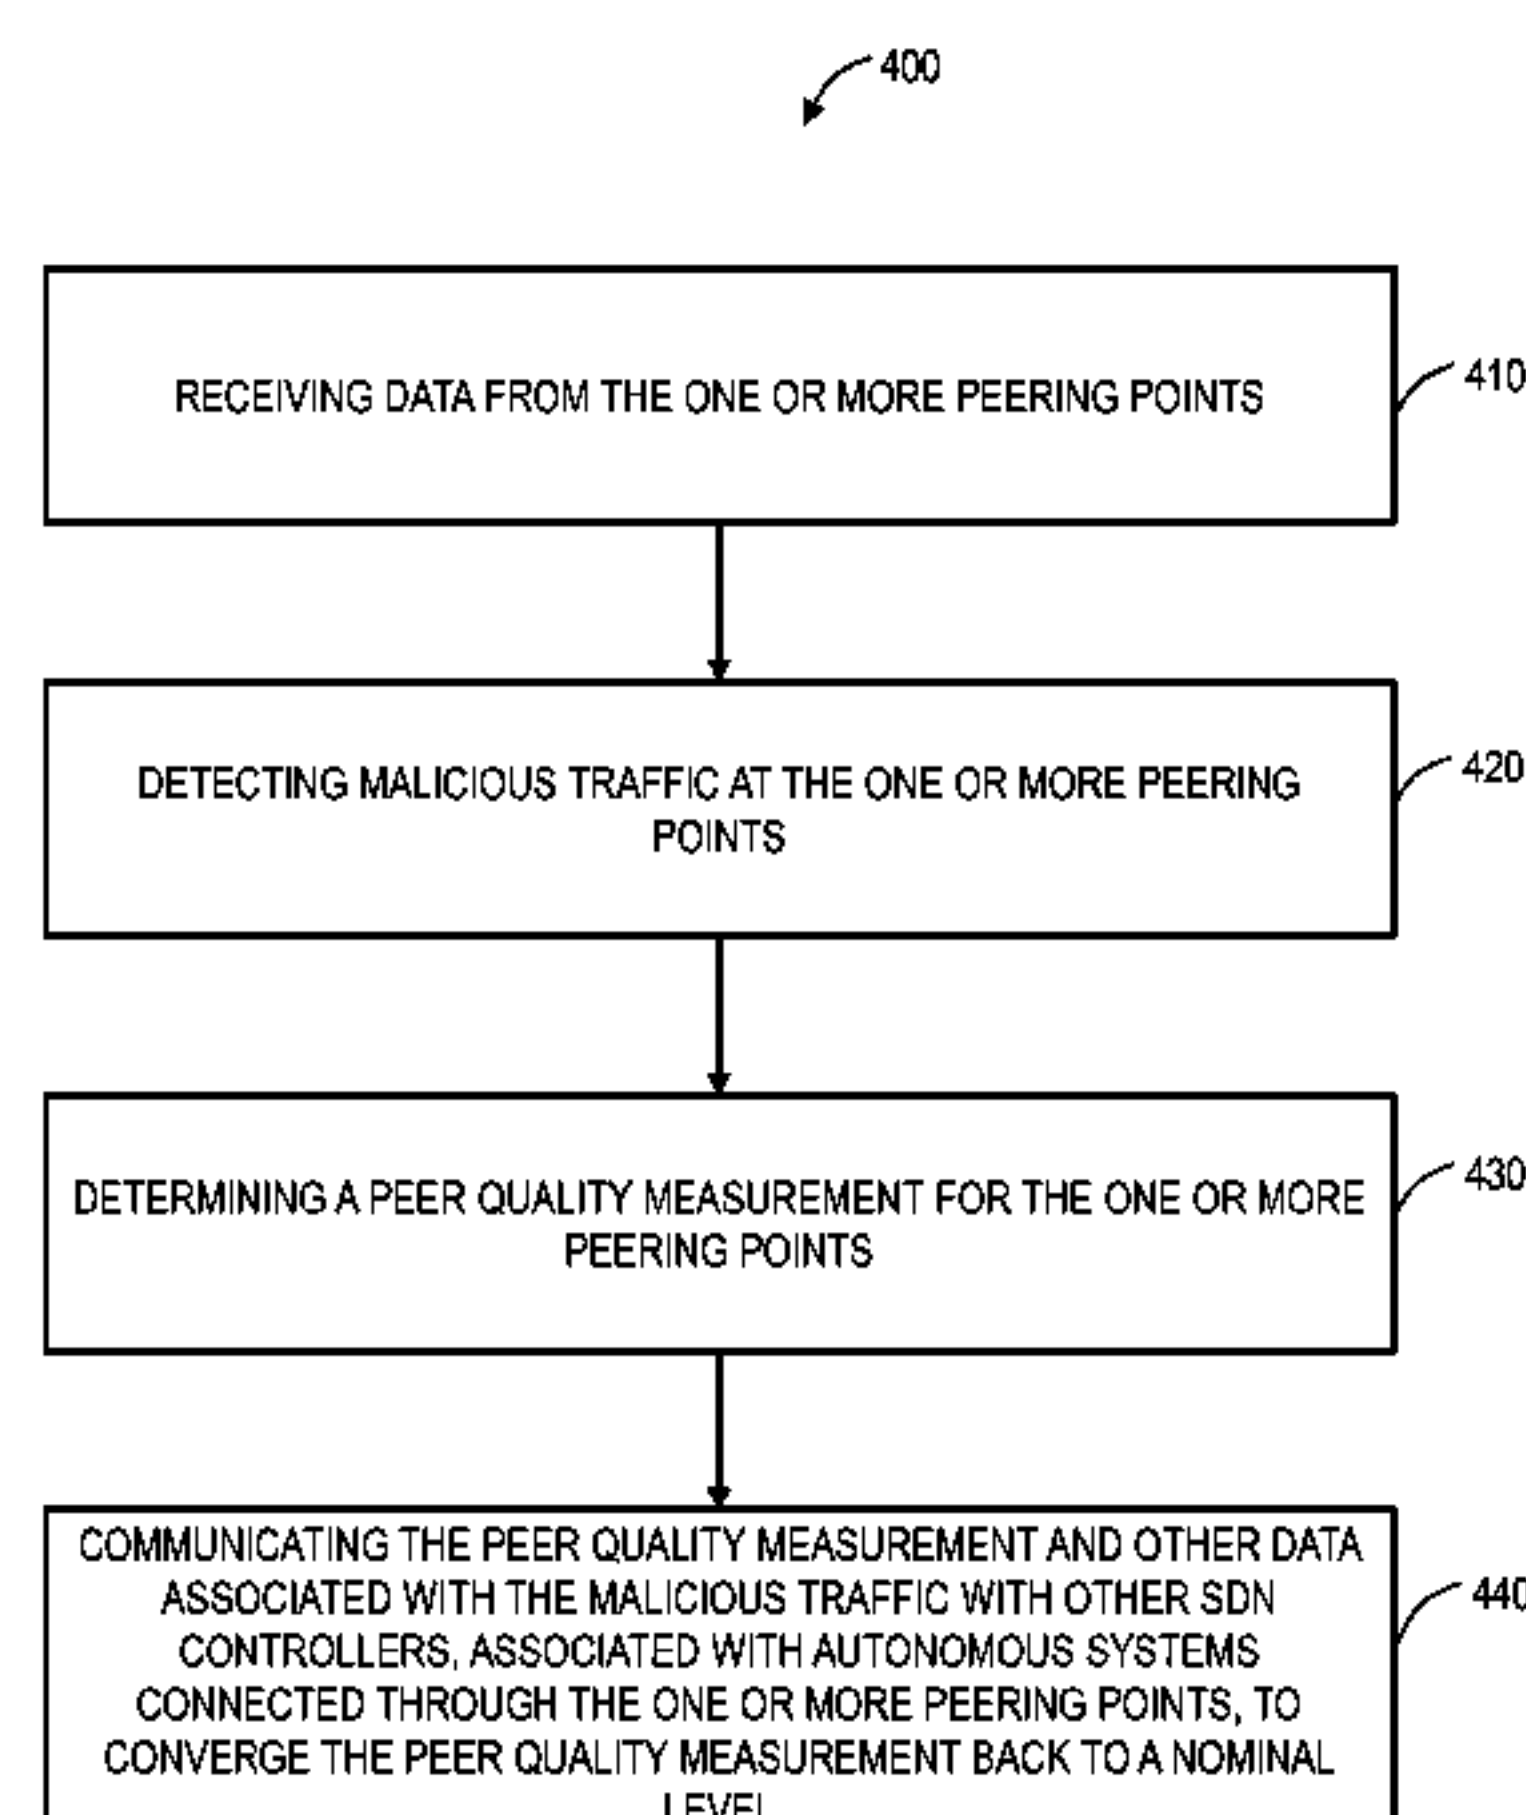 400
RECEIVING DATA FROM THE ONE OR MORE PEERING POINTS
410
DETECTING MALICIOUS TRAFFIC AT THE ONE OR MORE PEERING
POINTS
420
DETERMINING A PEER QUALITY MEASUREMENT FOR THE ONE OR MORE
PEERING POINTS
430
COMMUNICATING THE PEER QUALITY MEASUREMENT AND OTHER DATA
ASSOCIATED WITH THE MALICIOUS TRAFFIC WITH OTHER SDN
CONTROLLERS, ASSOCIATED WITH AUTONOMOUS SYSTEMS
CONNECTED THROUGH THE ONE OR MORE PEERING POINTS, TO
CONVERGE THE PEER QUALITY MEASUREMENT BACK TO A NOMINAL
LEVEL
440